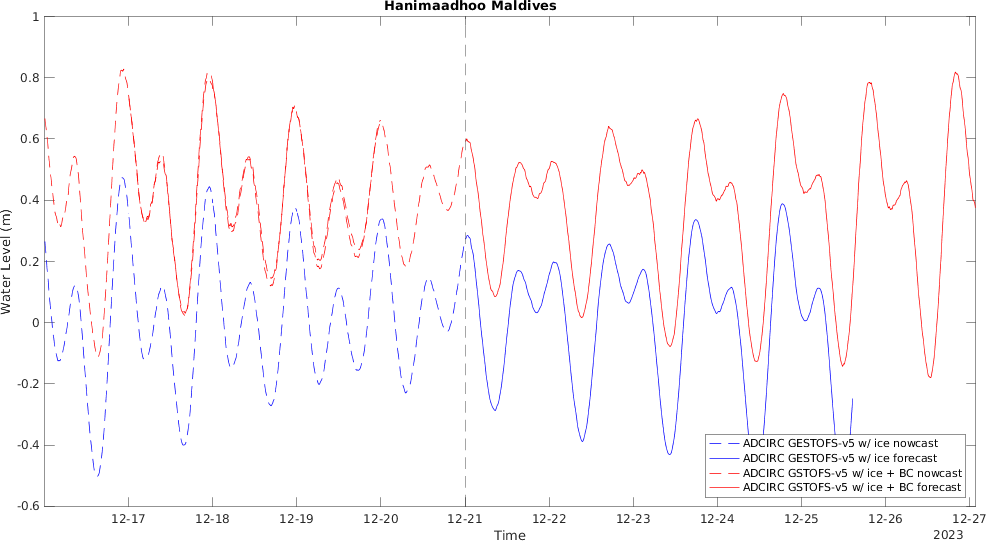 Hanimaadhoo Maldives
1
0.8
0.6
0.4
0.2
0
-0.2
-0.4
-0.6
Water Level (m)
ADCIRC GESTOFS-v5 w/ ice nowcast
ADCIRC GESTOFS-v5 w/ ice forecast
ADCIRC GSTOFS-v5 w/ ice + BC nowcast
ADCIRC GSTOFS-v5 w/ ice + BC forecast
12-17 12-18 12-19 12-20 12-21 12-22 12-23 12-24 12-25 12-26 12-27
Time
2023